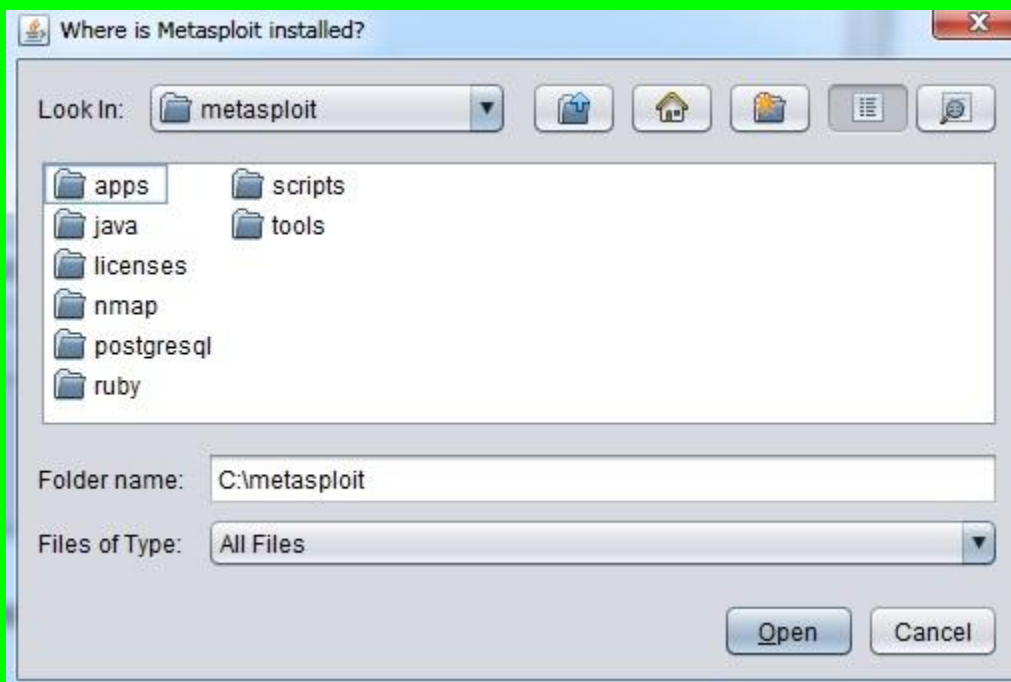 Where is Metasploit installed?
Look In: metasploit
apps scripts
java tools
licenses
nmap
postgresql
ruby
Folder name: C:\metasploit
Files of Type: All Files
Open Cancel